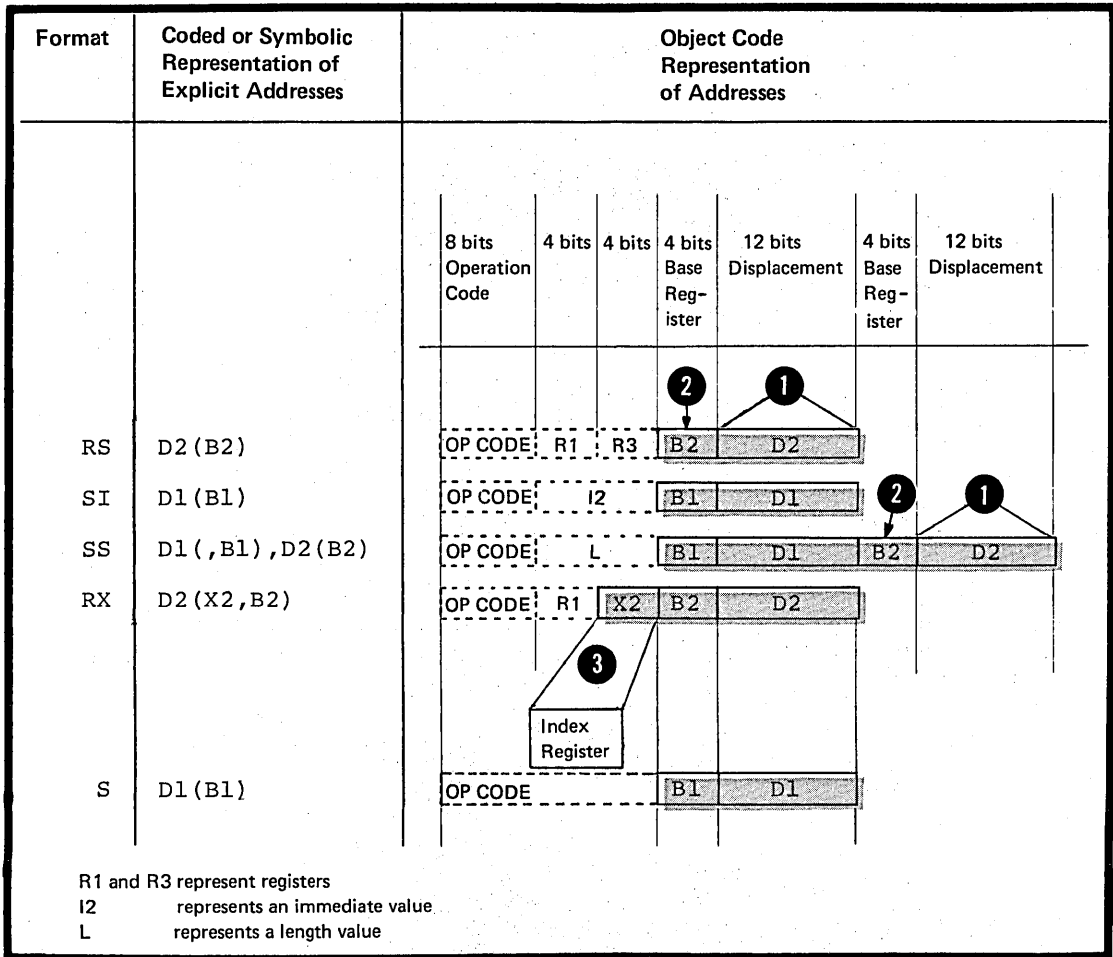 Format
Coded or Symbolic
Representation of
Explicit Addresses
Object Code
Representation
of Addresses
8 bits
Operation
Code
4 bits
4 bits
4 bits
Base
Reg-
ister
12 bits
Displacement
4 bits
Base
Reg-
ister
12 bits
Displacement
2
1
RS D2(B2) OP CODE R1 R3 B2 D2
SI D1(B1) OP CODE I2 B1 D1
2
1
SS D1(,B1),D2(B2) OP CODE L B1 D1 B2 D2
RX D2(X2,B2) OP CODE R1 X2 B2 D2
3
Index
Register
S D1(B1) OP CODE B1 D1
R1 and R3 represent registers
I2 represents an immediate value
L represents a length value